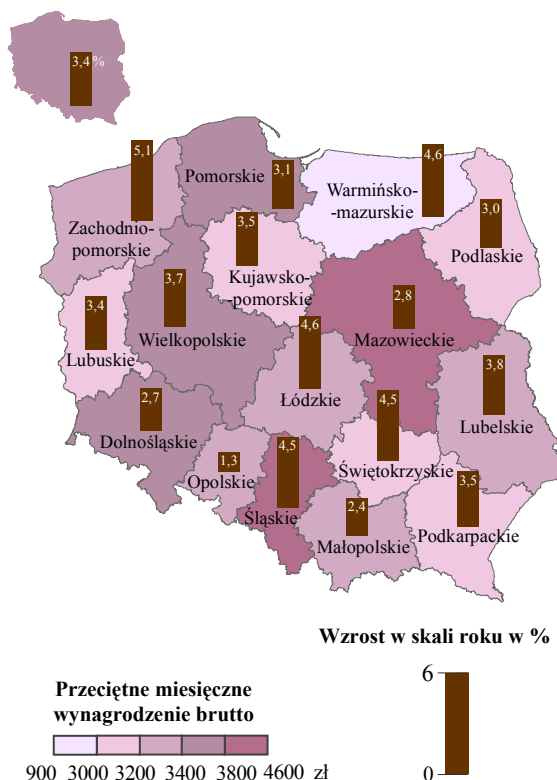 3,4%
5,1
Pomorskie
3,1
4,6
Warmińsko-
-mazurskie
3,0
Zachodnio-
pomorskie
3,5
Podlaskie
Kujawsko-
-pomorskie
3,7
3,4
2,8
Lubuskie
Wielkopolskie
4,6
Mazowieckie
3,8
2,7
Łódzkie
4,5
Lubelskie
Dolnośląskie
4,5
1,3
Świętokrzyskie
Opolskie
3,5
Śląskie
2,4
Podkarpackie
Małopolskie
Wzrost w skali roku w %
6
0
Przeciętne miesięczne
wynagrodzenie brutto
900 3000 3200 3400 3800 4600 zł